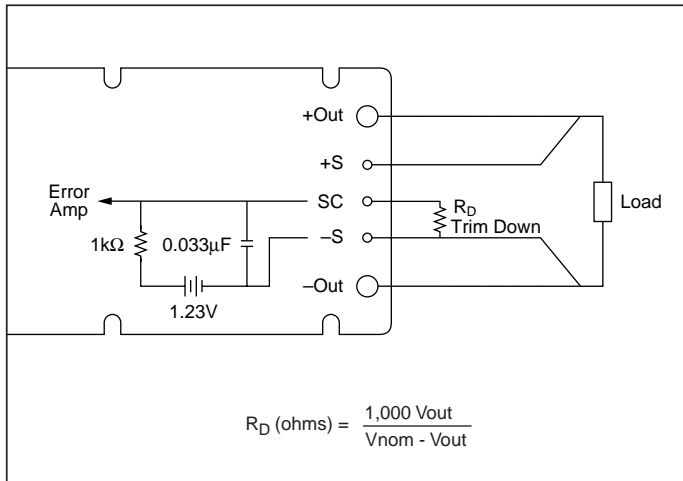 +Out
+S
Error
Amp
SC
RD
Trim Down
Load
1kΩ
0.033μF
–S
1.23V
–Out
RD (ohms) = 1,000 Vout
Vnom - Vout